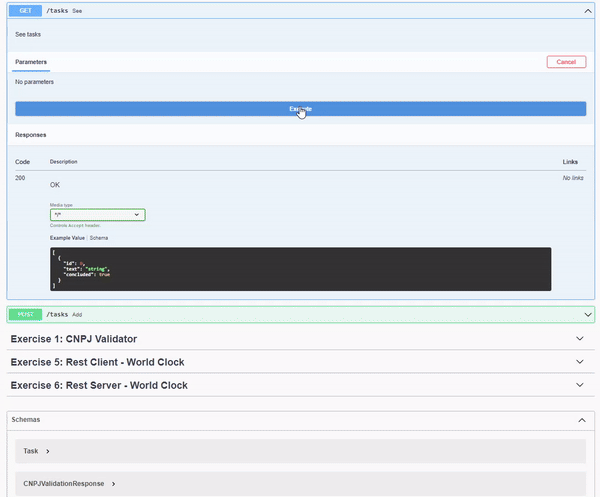 GET /tasks See
See tasks
Parameters Cancel
No parameters
Execute
Responses
Code Description Links
200 OK No links
Media type
*/*
Controls Accept header.
Example Value | Schema
[
{
"id": 0,
"text": "string",
"concluded": true
}
]
POST /tasks Add
Exercise 1: CNPJ Validator
Exercise 5: Rest Client - World Clock
Exercise 6: Rest Server - World Clock
Schemas
Task >
CNPJValidationResponse >